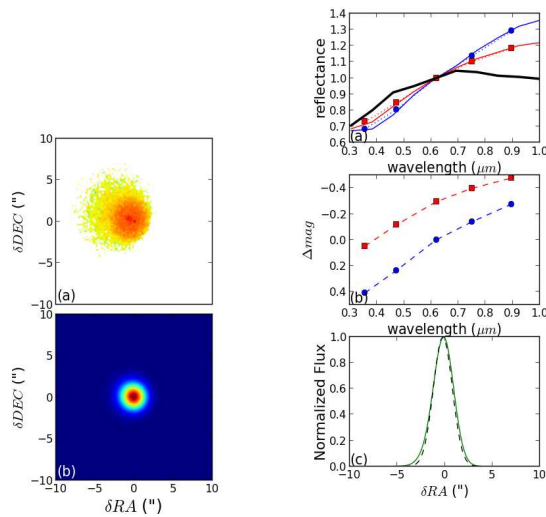 10
5
0
−5
−10
δDEC (")
(a)
10
5
0
−5
−10
δDEC (")
(b)
−10 −5 0 5 10
δRA (")
1.4
1.3
1.2
1.1
1.0
0.9
0.8
0.7
0.6
reflectance
(a)
0.3 0.4 0.5 0.6 0.7 0.8 0.9 1.0
wavelength (μm)
−0.4
−0.2
0.0
0.2
0.4
Δmag
(b)
0.3 0.4 0.5 0.6 0.7 0.8 0.9 1.0
wavelength (μm)
1.0
0.8
0.6
0.4
0.2
0.0
Normalized Flux
(c)
−10 −5 0 5 10
δRA (")